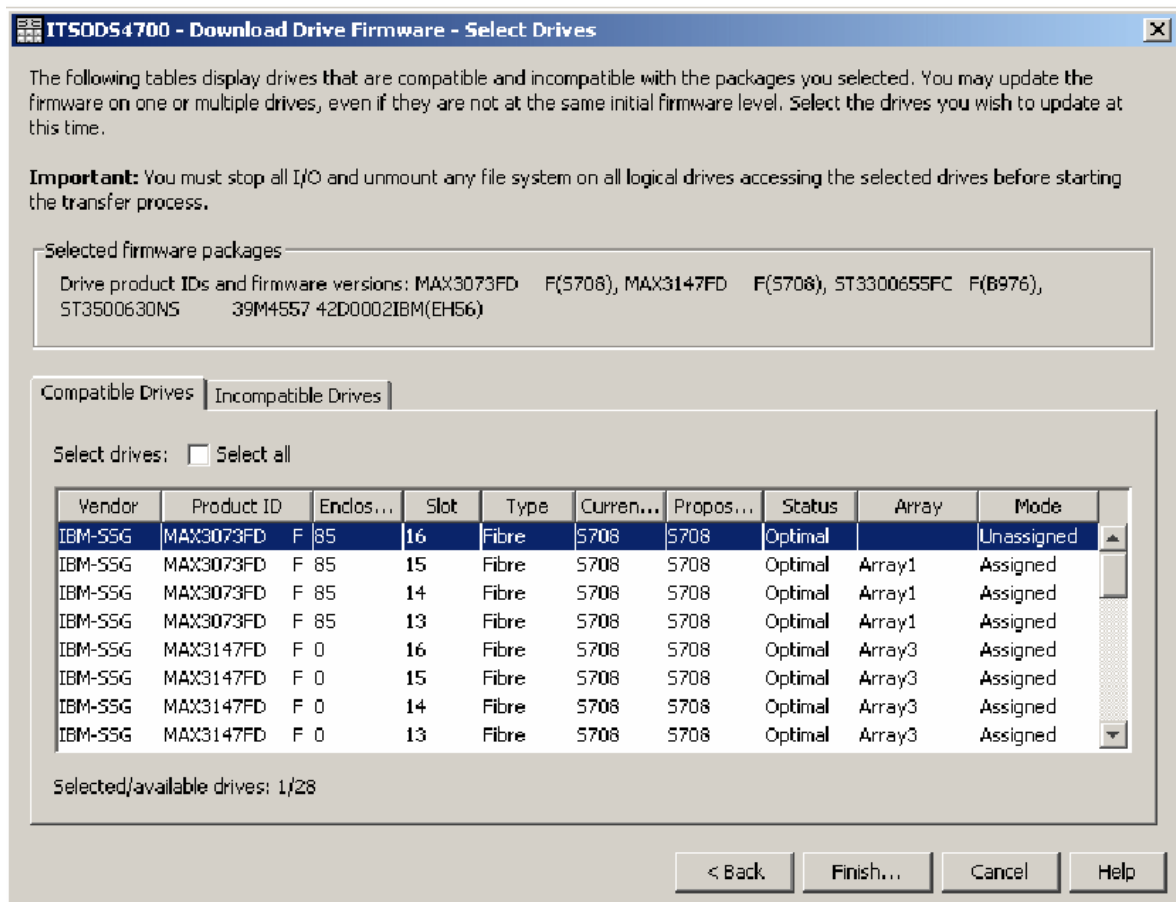 ITSODS4700 - Download Drive Firmware - Select Drives
The following tables display drives that are compatible and incompatible with the packages you selected. You may update the
firmware on one or multiple drives, even if they are not at the same initial firmware level. Select the drives you wish to update at
this time.
Important: You must stop all I/O and unmount any file system on all logical drives accessing the selected drives before starting
the transfer process.
Selected firmware packages
Drive product IDs and firmware versions: MAX3073FD F(S708), MAX3147FD F(S708), ST3300655FC F(B976),
ST3500630NS 39M4557 42D0002IBM(EH56)
Compatible Drives Incompatible Drives
Select drives: Select all
Vendor Product ID Enclos... Slot Type Curren... Propos... Status Array Mode
IBM-SSG MAX3073FD F 85 16 Fibre S708 S708 Optimal Unassigned
IBM-SSG MAX3073FD F 85 15 Fibre S708 S708 Optimal Array1 Assigned
IBM-SSG MAX3073FD F 85 14 Fibre S708 S708 Optimal Array1 Assigned
IBM-SSG MAX3073FD F 85 13 Fibre S708 S708 Optimal Array1 Assigned
IBM-SSG MAX3147FD F 0 16 Fibre S708 S708 Optimal Array3 Assigned
IBM-SSG MAX3147FD F 0 15 Fibre S708 S708 Optimal Array3 Assigned
IBM-SSG MAX3147FD F 0 14 Fibre S708 S708 Optimal Array3 Assigned
IBM-SSG MAX3147FD F 0 13 Fibre S708 S708 Optimal Array3 Assigned
Selected/available drives: 1/28
< Back Finish... Cancel Help